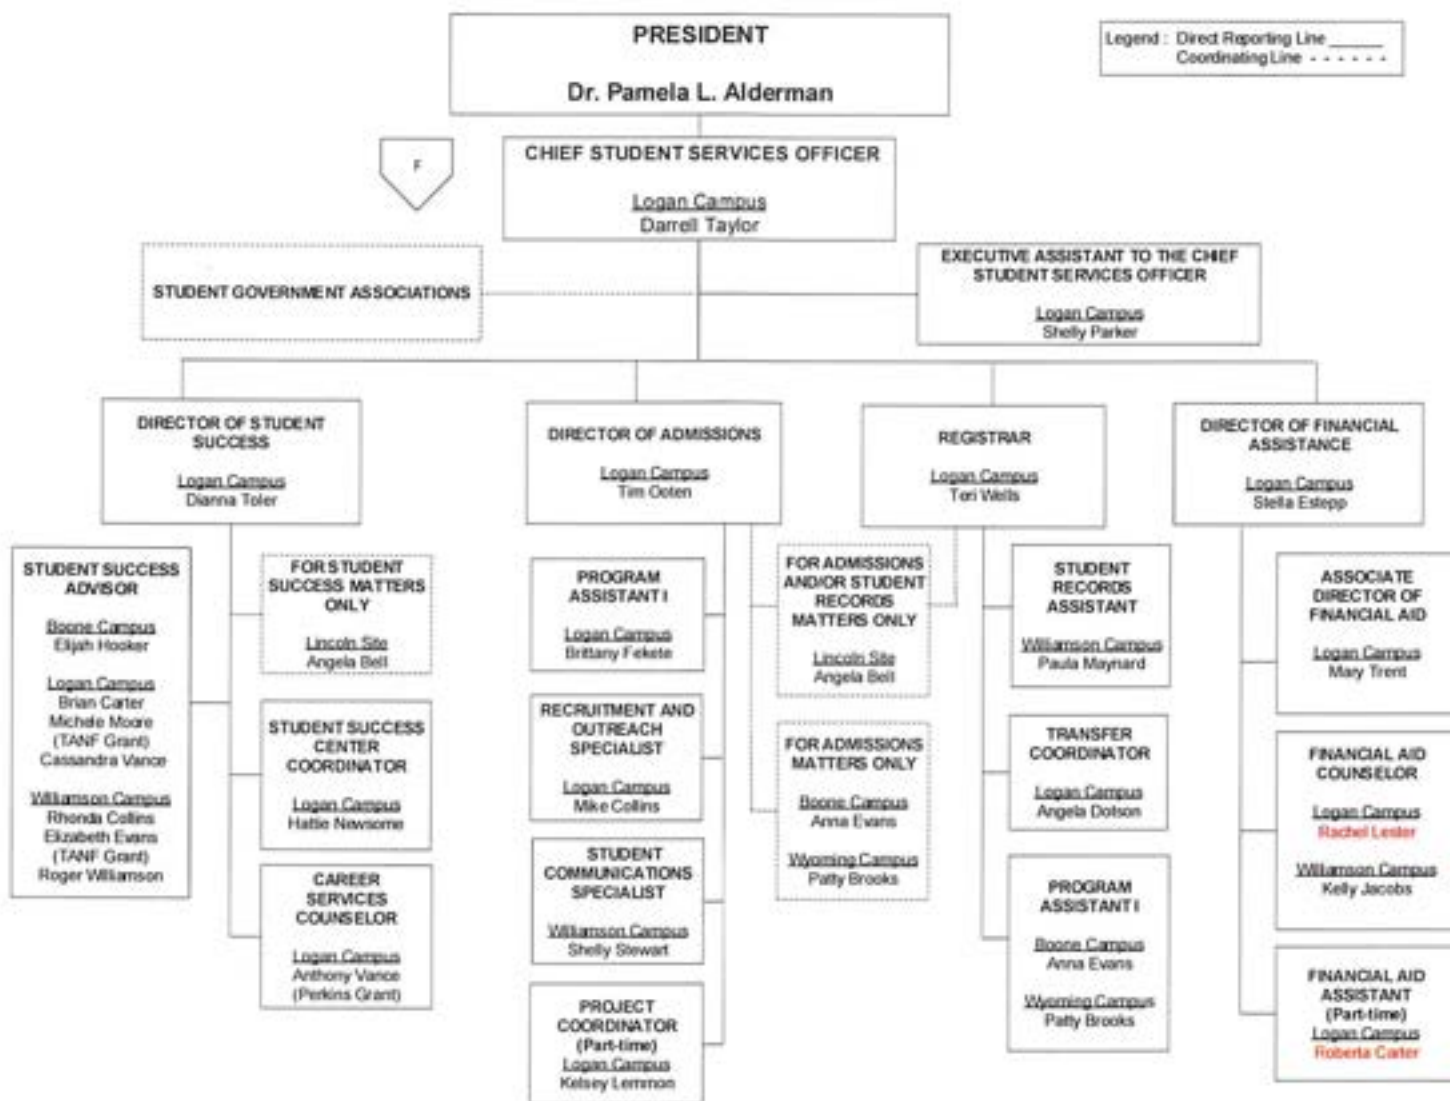 PRESIDENT
Dr. Pamela L. Alderman
Legend : Direct Reporting Line ______
Coordinating Line - - - - - -
F
CHIEF STUDENT SERVICES OFFICER
Logan Campus
Darrell Taylor
STUDENT GOVERNMENT ASSOCIATIONS
EXECUTIVE ASSISTANT TO THE CHIEF
STUDENT SERVICES OFFICER
Logan Campus
Shelly Parker
DIRECTOR OF STUDENT
SUCCESS
Logan Campus
Dianna Toler
DIRECTOR OF ADMISSIONS
Logan Campus
Tim Ooten
REGISTRAR
Logan Campus
Teri Wells
DIRECTOR OF FINANCIAL
ASSISTANCE
Logan Campus
Stella Estepp
STUDENT SUCCESS
ADVISOR
Boone Campus
Elijah Hooker
Logan Campus
Brian Carter
Michele Moore
(TANF Grant)
Cassandra Vance
Williamson Campus
Rhonda Collins
Elizabeth Evans
(TANF Grant)
Roger Williamson
FOR STUDENT
SUCCESS MATTERS
ONLY
Lincoln Site
Angela Bell
STUDENT SUCCESS
CENTER
COORDINATOR
Logan Campus
Hattie Newsome
CAREER
SERVICES
COUNSELOR
Logan Campus
Anthony Vance
(Perkins Grant)
PROGRAM
ASSISTANT I
Logan Campus
Brittany Fekete
RECRUITMENT AND
OUTREACH
SPECIALIST
Logan Campus
Mike Collins
STUDENT
COMMUNICATIONS
SPECIALIST
Williamson Campus
Shelly Stewart
PROJECT
COORDINATOR
(Part-time)
Logan Campus
Kelsey Lemmon
FOR ADMISSIONS
AND/OR STUDENT
RECORDS
MATTERS ONLY
Lincoln Site
Angela Bell
FOR ADMISSIONS
MATTERS ONLY
Boone Campus
Anna Evans
Wyoming Campus
Patty Brooks
STUDENT
RECORDS
ASSISTANT
Williamson Campus
Paula Maynard
TRANSFER
COORDINATOR
Logan Campus
Angela Dotson
PROGRAM
ASSISTANT I
Boone Campus
Anna Evans
Wyoming Campus
Patty Brooks
ASSOCIATE
DIRECTOR OF
FINANCIAL AID
Logan Campus
Mary Trent
FINANCIAL AID
COUNSELOR
Logan Campus
Rachel Lester
Williamson Campus
Kelly Jacobs
FINANCIAL AID
ASSISTANT
(Part-time)
Logan Campus
Roberta Carter